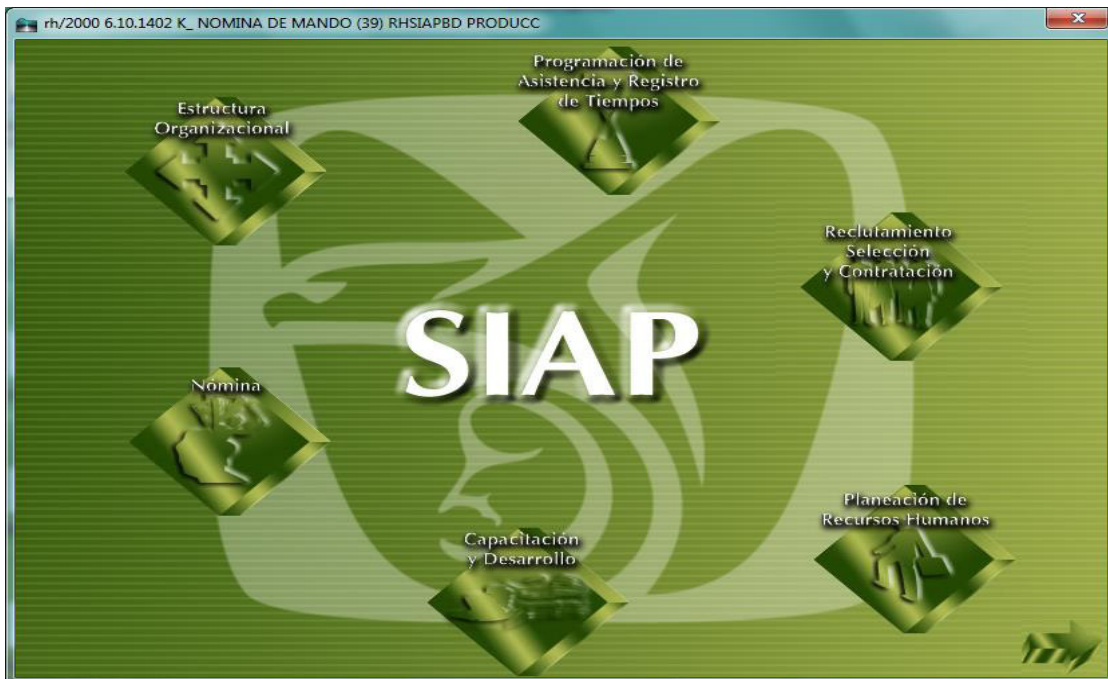 rh/2000 6.10.1402 K_ NOMINA DE MANDO (39) RHSIAPBD PRODUCC
Programación de
Asistencia y Registro
de Tiempos
Estructura
Organizacional
Reclutamiento
Selección
y Contratación
SIAP
Nómina
Planeación de
Recursos Humanos
Capacitación
y Desarrollo